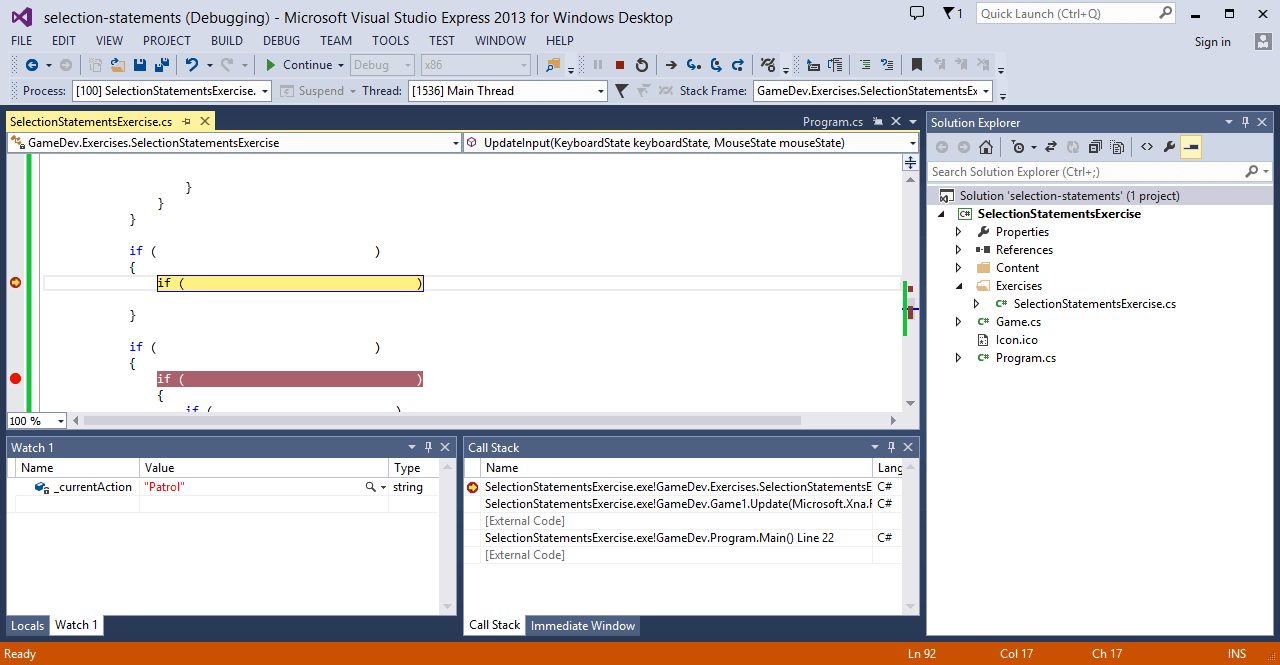 selection-statements (Debugging) - Microsoft Visual Studio Express 2013 for Windows Desktop
1
Quick Launch (Ctrl+Q)
FILE EDIT VIEW PROJECT BUILD DEBUG TEAM TOOLS TEST WINDOW HELP
Sign in
Continue Debug x86
Process: [100] SelectionStatementsExercise. Suspend Thread: [1536] Main Thread Stack Frame: GameDev.Exercises.SelectionStatementsEx
SelectionStatementsExercise.cs
Program.cs
GameDev.Exercises.SelectionStatementsExercise
UpdateInput(KeyboardState keyboardState, MouseState mouseState)
}
}
}
if ( )
{
if ( )
}
if ( )
{
if ( )
{
if ( )
100 %
Watch 1
Name Value Type
_currentAction "Patrol" string
Locals Watch 1
Call Stack
Name Lang
SelectionStatementsExercise.exe!GameDev.Exercises.SelectionStatementsE C#
SelectionStatementsExercise.exe!GameDev.Game1.Update(Microsoft.Xna.F C#
[External Code]
SelectionStatementsExercise.exe!GameDev.Program.Main() Line 22 C#
[External Code]
Call Stack Immediate Window
Solution Explorer
Search Solution Explorer (Ctrl+;)
Solution 'selection-statements' (1 project)
C# SelectionStatementsExercise
Properties
References
Content
Exercises
C# SelectionStatementsExercise.cs
C# Game.cs
Icon.ico
C# Program.cs
Ready
Ln 92 Col 17 Ch 17 INS